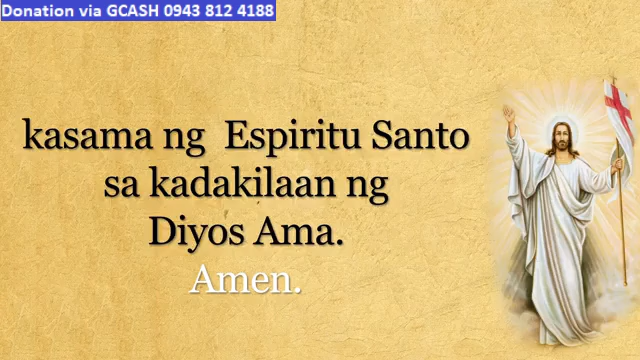 Donation via GCASH 0943 812 4188
kasama ng Espiritu Santo
sa kadakilaan ng
Diyos Ama.
Amen.